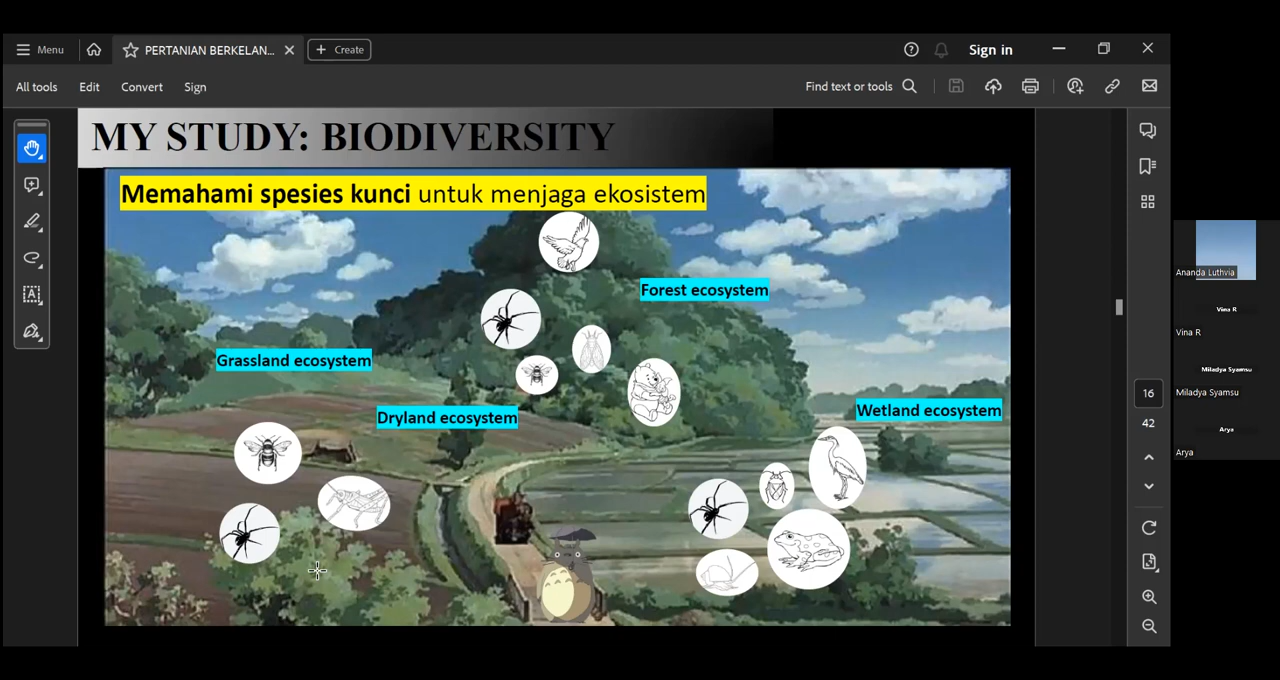 Menu
PERTANIAN BERKELAN...
Create
Sign in
All tools
Edit
Convert
Sign
Find text or tools
MY STUDY: BIODIVERSITY
Memahami spesies kunci untuk menjaga ekosistem
Forest ecosystem
Grassland ecosystem
Dryland ecosystem
Wetland ecosystem
16
42
Ananda Luthvia
Vina R
Vina R
Miladya Syamsu
Miladya Syamsu
Arya
Arya